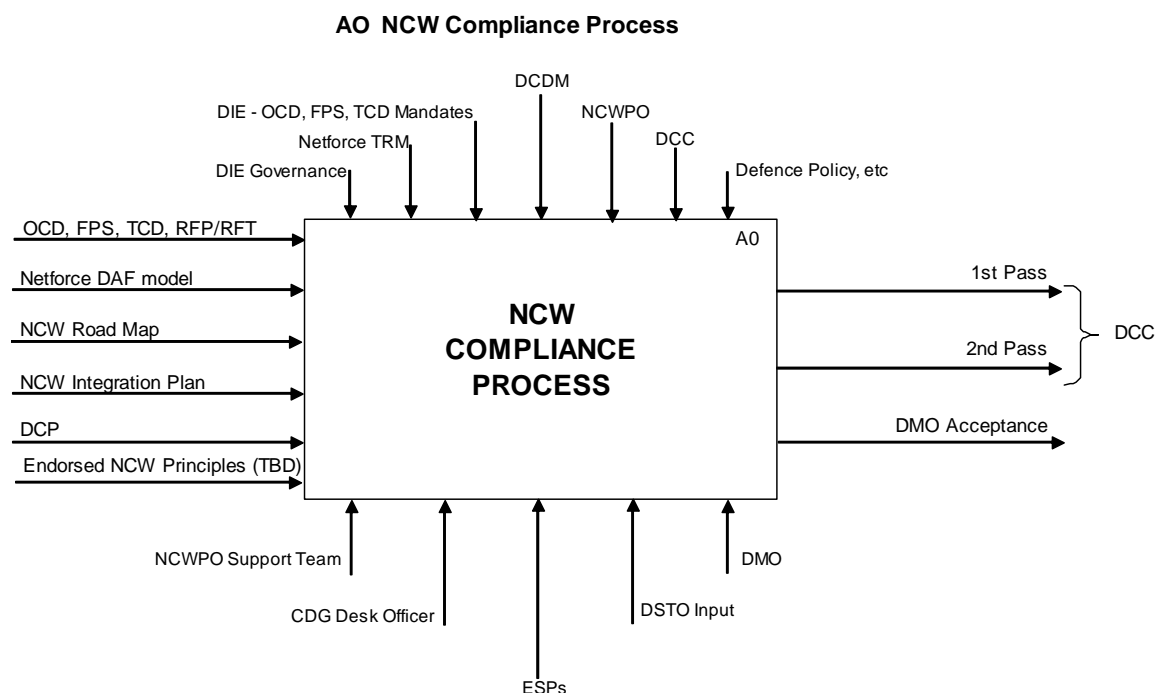 AO NCW Compliance Process
DCDM
DIE - OCD, FPS, TCD Mandates
NCWPO
Netforce TRM
DCC
DIE Governance
Defence Policy, etc
OCD, FPS, TCD, RFP/RFT
A0
Netforce DAF model
1st Pass
NCW Road Map
NCW
COMPLIANCE
PROCESS
DCC
2nd Pass
NCW Integration Plan
DCP
DMO Acceptance
Endorsed NCW Principles (TBD)
NCWPO Support Team
DMO
CDG Desk Officer
DSTO Input
ESPs